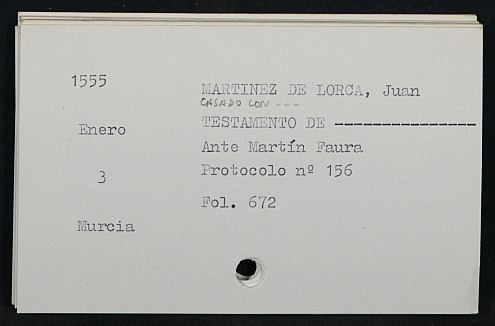 1555
MARTINEZ DE LORCA, Juan
CASADO CON ---
Enero
TESTAMENTO DE ---------------
Ante Martín Faura
3
Protocolo nº 156
Fol. 672
Murcia